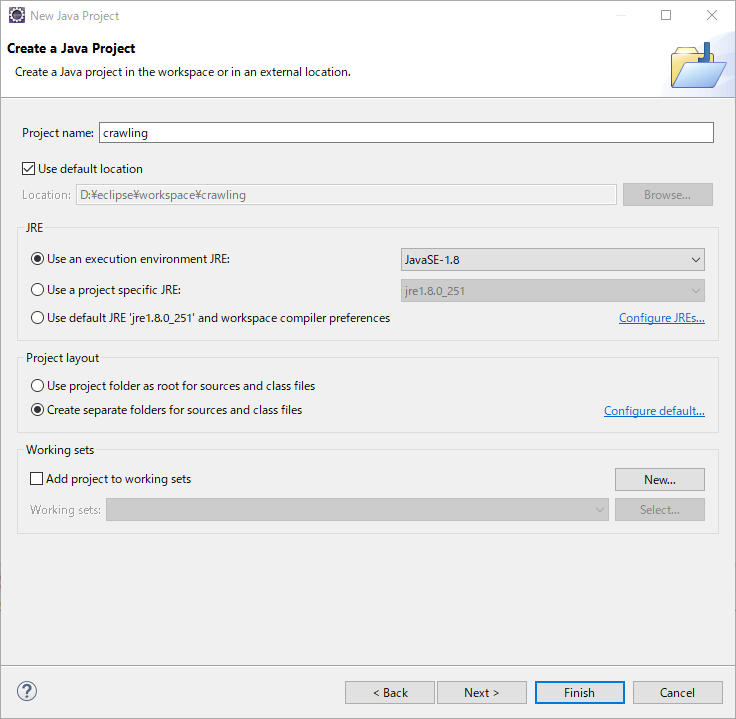 New Java Project
Create a Java Project
Create a Java project in the workspace or in an external location.
Project name: crawling
Use default location
Location: D:¥eclipse¥workspace¥crawling Browse...
JRE
Use an execution environment JRE: JavaSE-1.8
Use a project specific JRE: jre1.8.0_251
Use default JRE 'jre1.8.0_251' and workspace compiler preferences Configure JREs...
Project layout
Use project folder as root for sources and class files
Create separate folders for sources and class files Configure default...
Working sets
Add project to working sets New...
Working sets: Select...
? < Back Next > Finish Cancel